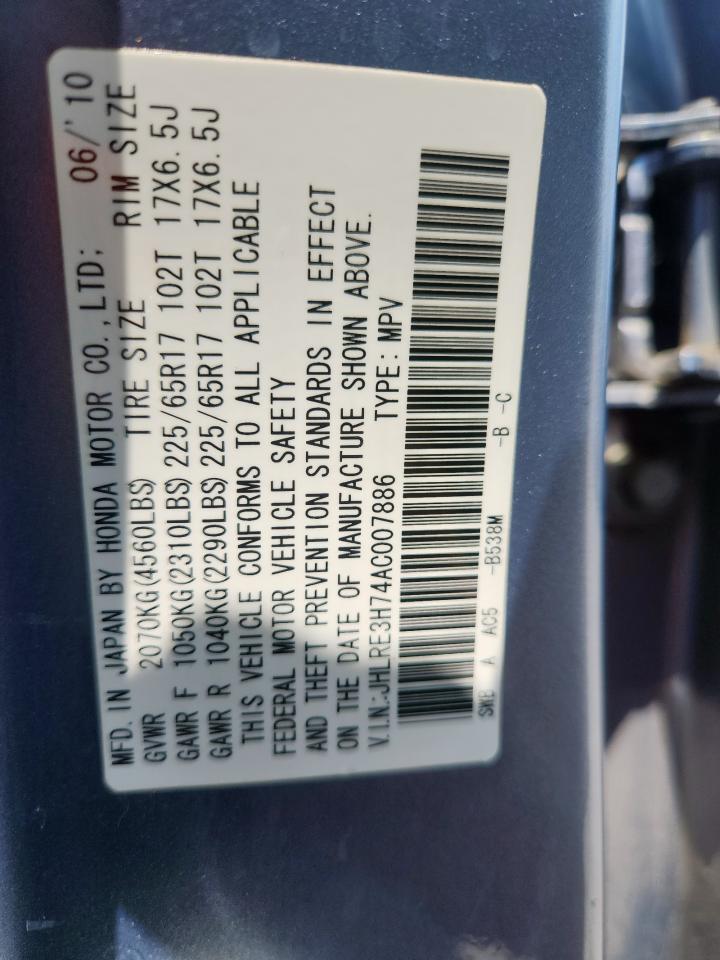 MFD. IN JAPAN BY HONDA MOTOR CO., LTD; 06/'10
GVWR 2070KG(4560LBS) TIRE SIZE RIM SIZE
GAWR F 1050KG(2310LBS) 225/65R17 102T 17X6.5J
GAWR R 1040KG(2290LBS) 225/65R17 102T 17X6.5J
THIS VEHICLE CONFORMS TO ALL APPLICABLE
FEDERAL MOTOR VEHICLE SAFETY
AND THEFT PREVENTION STANDARDS IN EFFECT
ON THE DATE OF MANUFACTURE SHOWN ABOVE.
V.I.N.:JHLRE3H74AC007886 TYPE: MPV
A AC5 -B538M -B -C